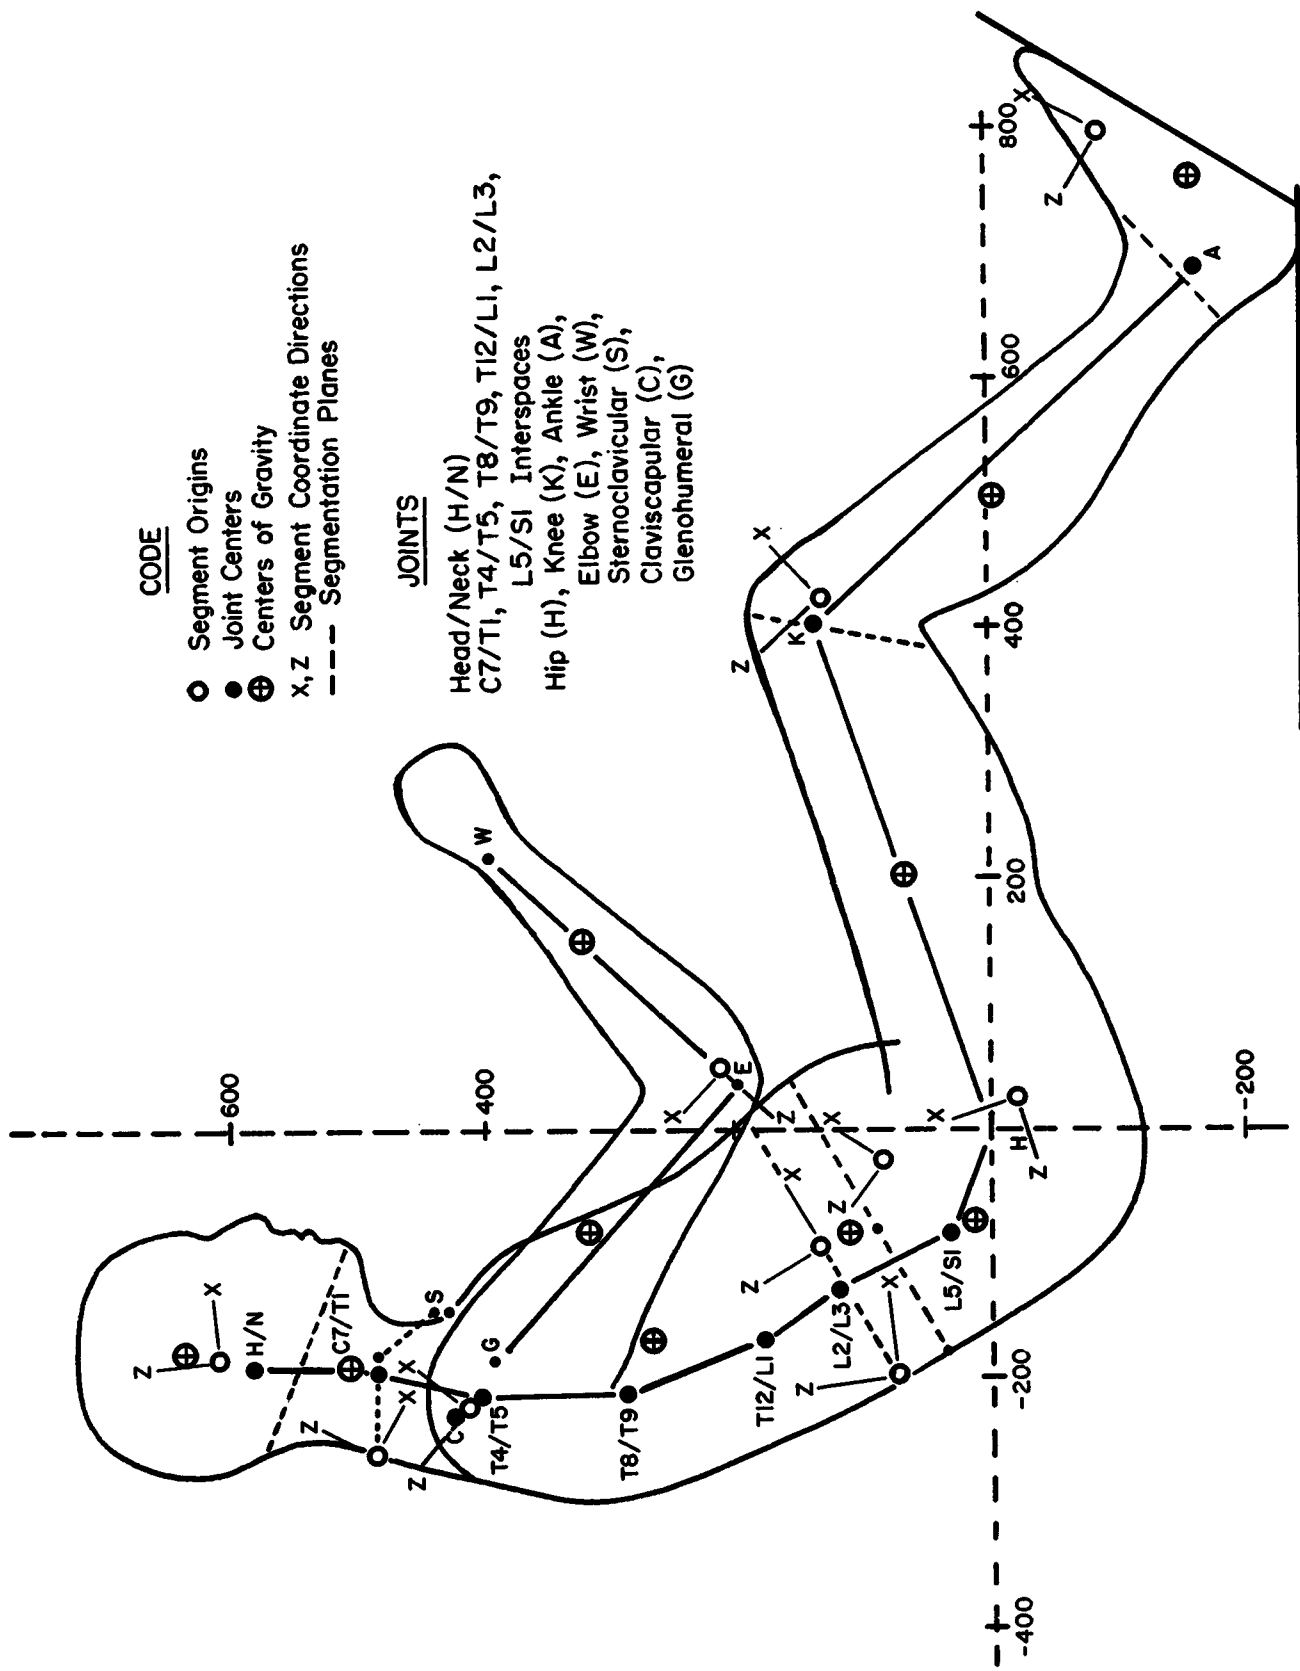 CODE
Segment Origins
Joint Centers
Centers of Gravity
X, Z Segment Coordinate Directions
Segmentation Planes
JOINTS
Head/Neck (H/N)
C7/T1, T4/T5, T8/T9, T12/L1, L2/L3,
L5/S1 Interspaces
Hip (H), Knee (K), Ankle (A),
Elbow (E), Wrist (W),
Sternoclavicular (S),
Claviscapular (C),
Glenohumeral (G)
600
400
-200
-400
-200
200
400
600
800
Z
X
H/N
C7/T1
Z
X
S
X
C
Z
T4/T5
G
T8/T9
T12/L1
L2/L3
L5/S1
Z
X
Z
X
Z
X
X
Z
H
X
Z
E
W
K
Z
X
A
Z
X